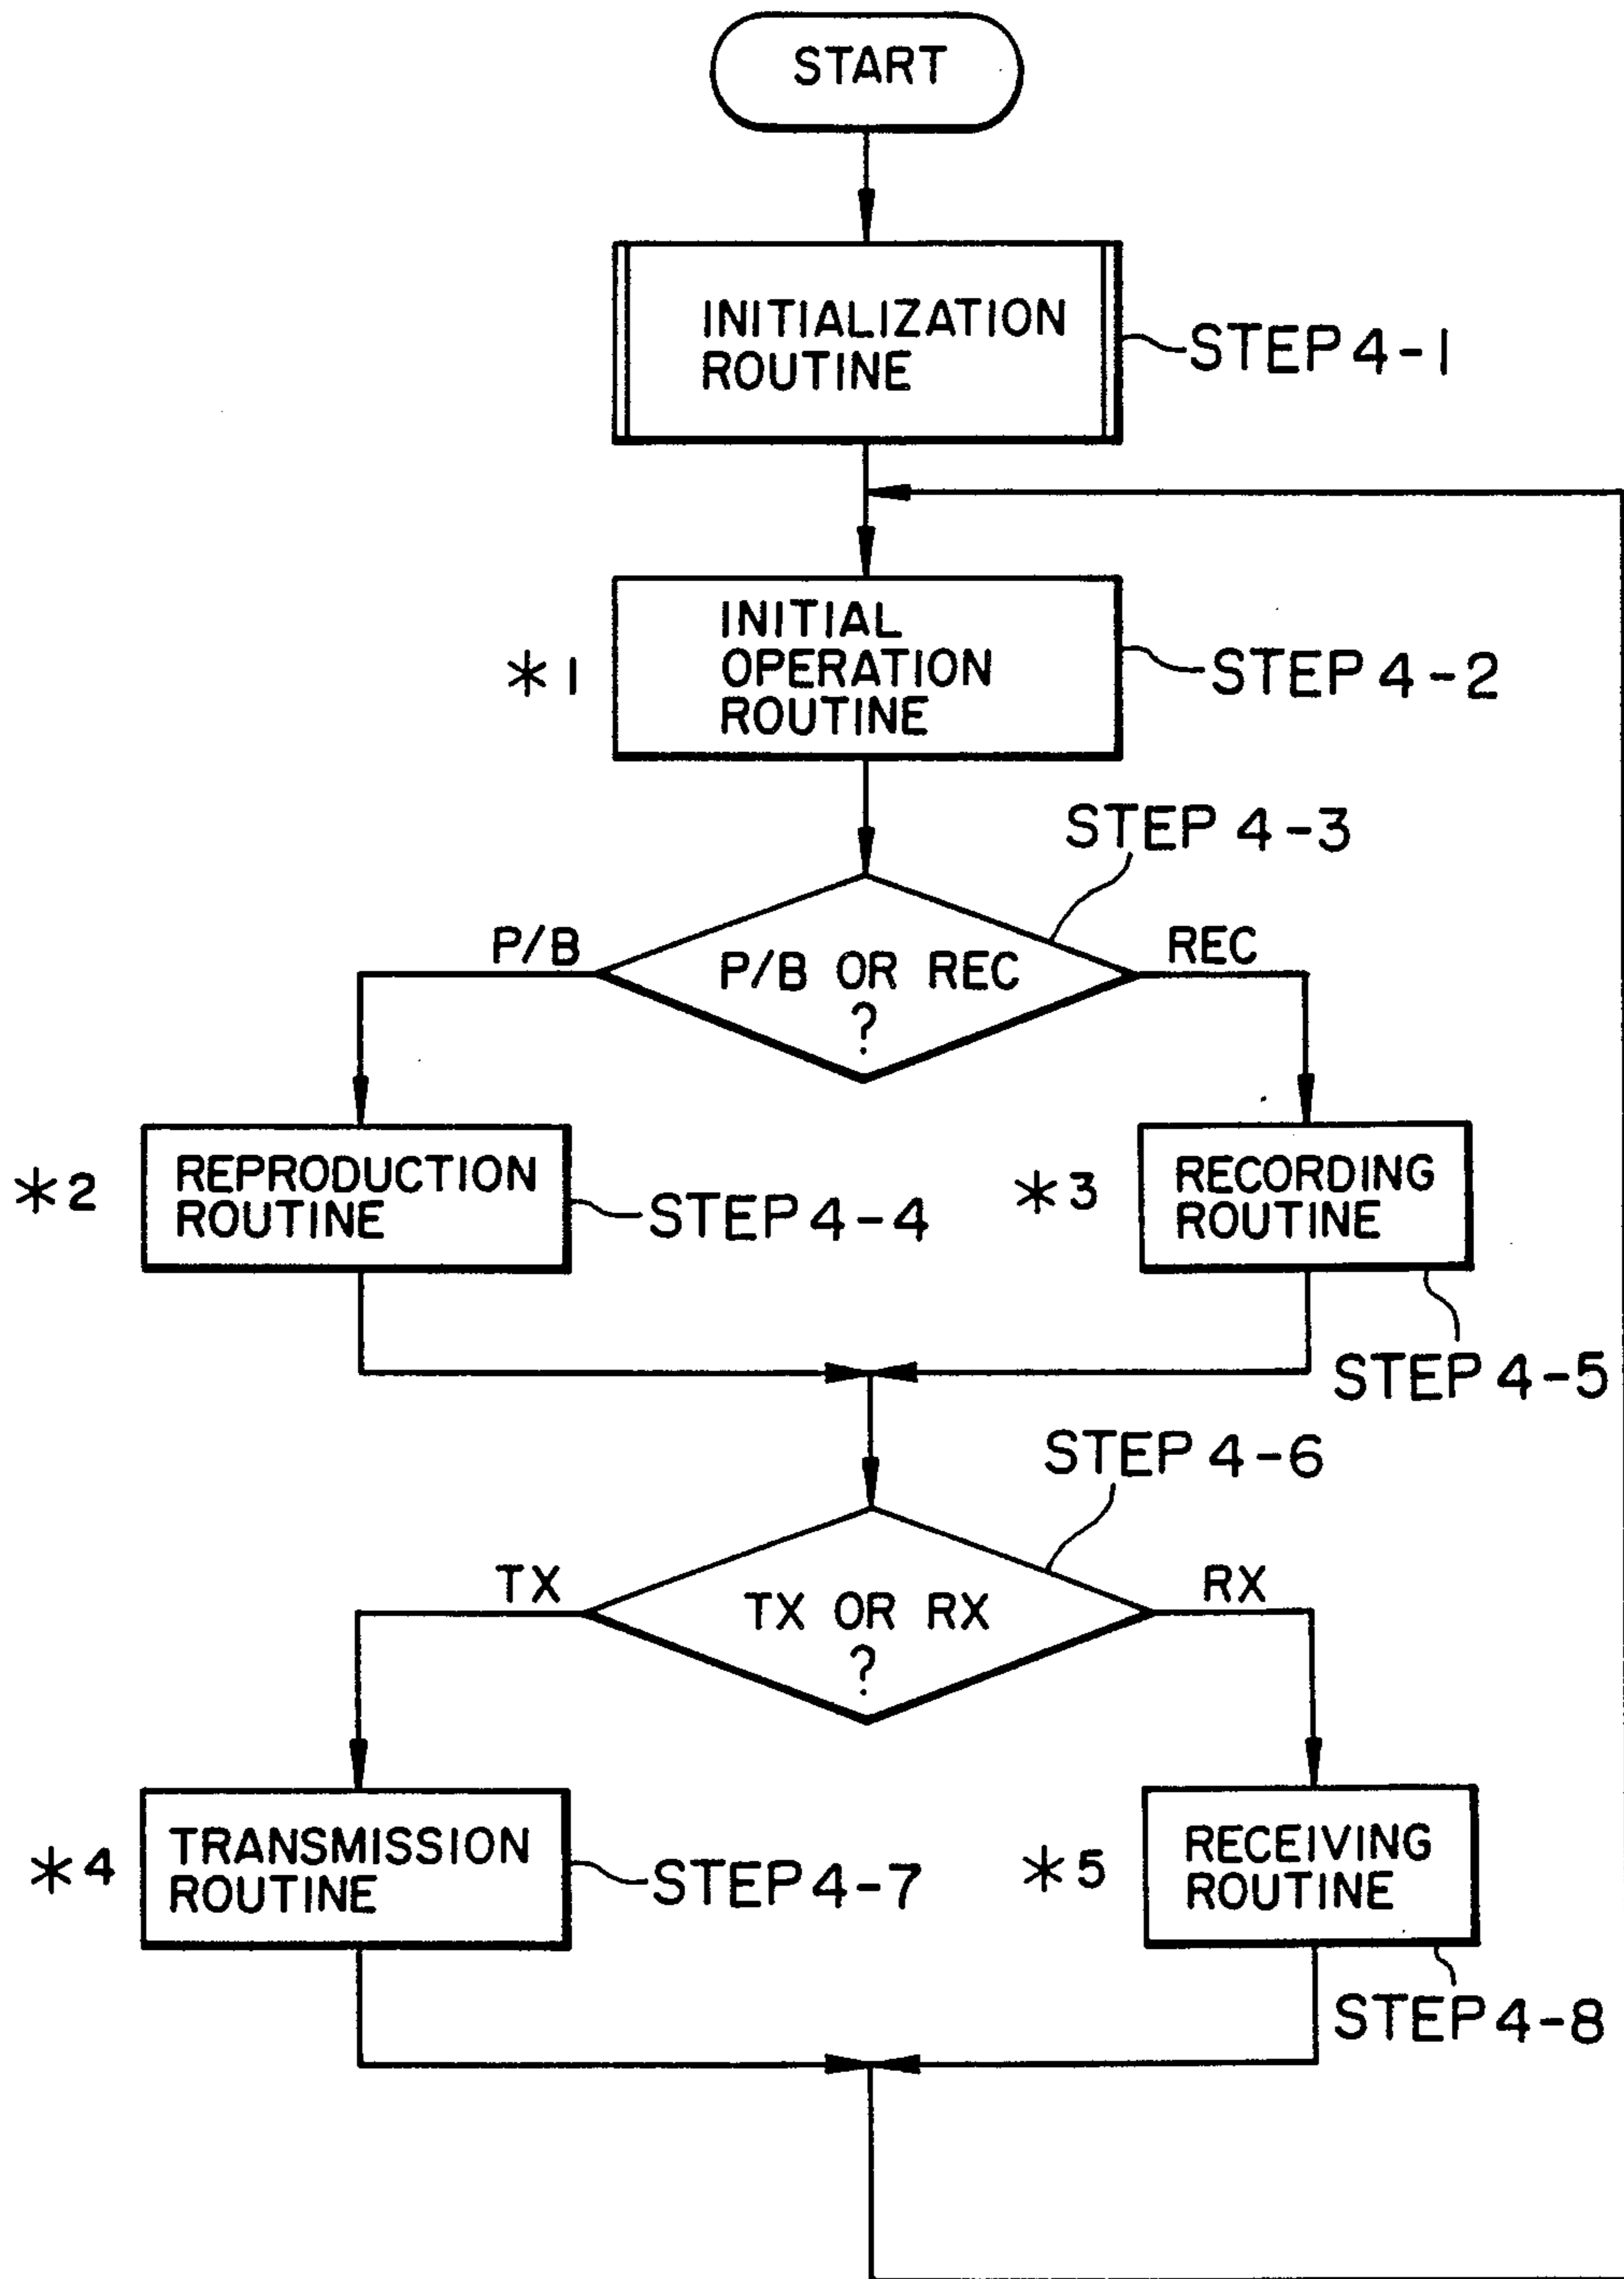 START
INITIALIZATION
ROUTINE
STEP 4-1
INITIAL
OPERATION
ROUTINE
*1
STEP 4-2
STEP 4-3
P/B
P/B OR REC
?
REC
*2
REPRODUCTION
ROUTINE
STEP 4-4
*3
RECORDING
ROUTINE
STEP 4-5
STEP 4-6
TX
TX OR RX
?
RX
*4
TRANSMISSION
ROUTINE
STEP 4-7
*5
RECEIVING
ROUTINE
STEP 4-8